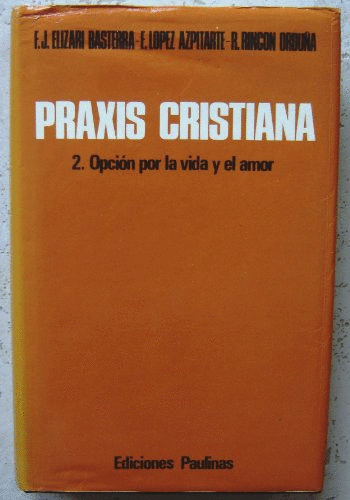 F.J. ELIZARI BASTERRA-E. LOPEZ AZPITARTE-R. RINCON ORDUÑA
PRAXIS CRISTIANA
2. Opción por la vida y el amor
Ediciones Paulinas